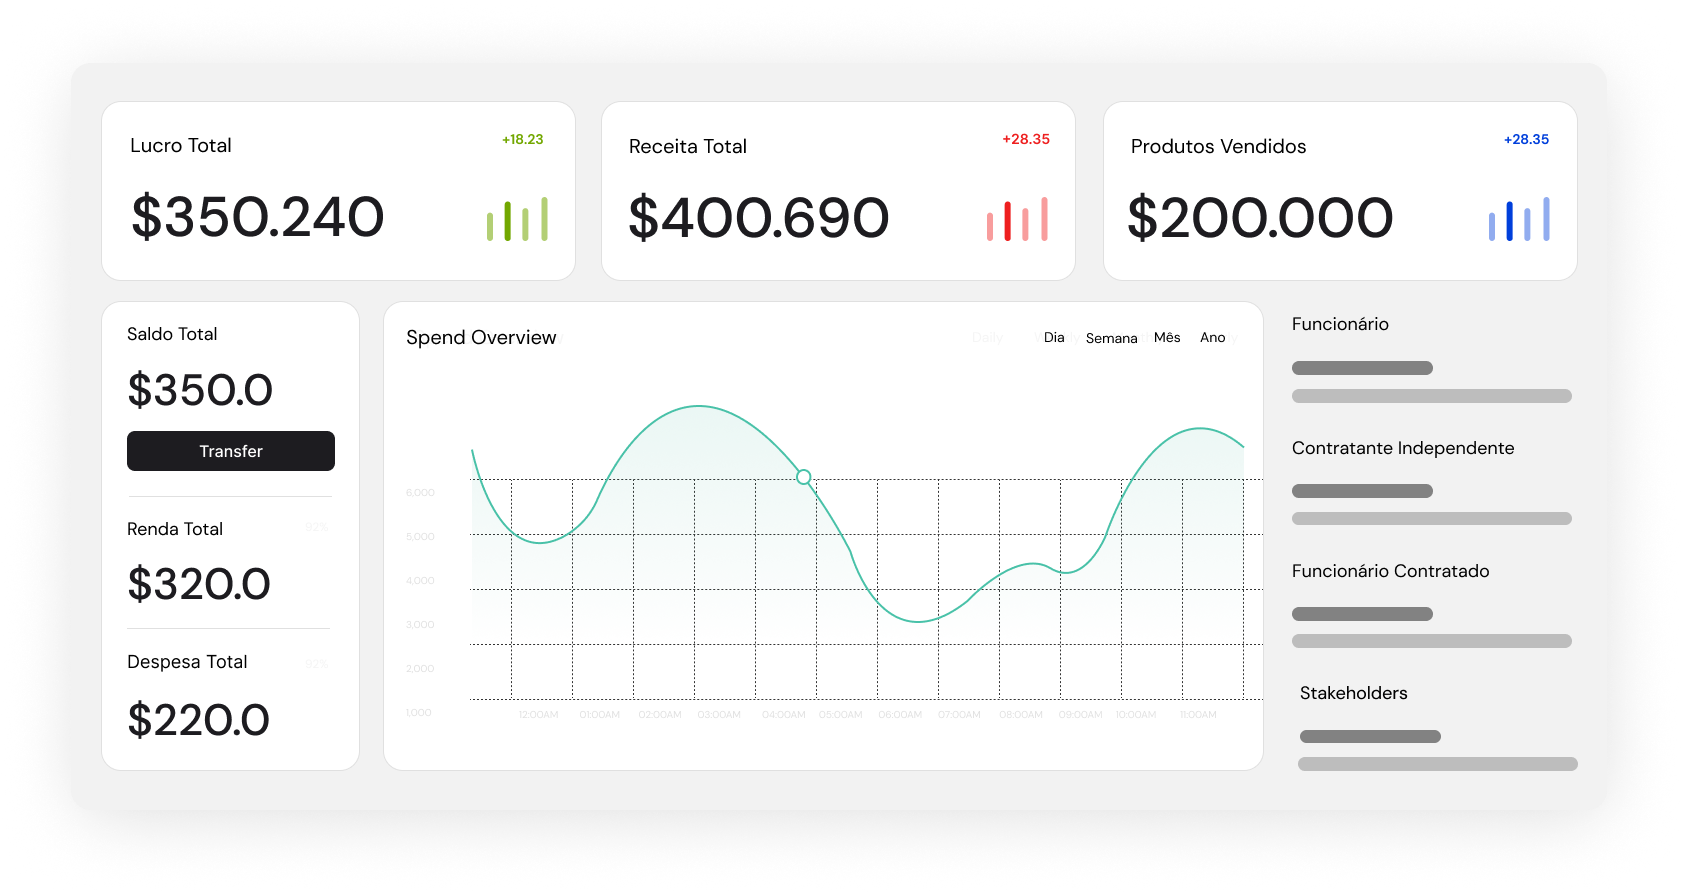 Lucro Total
+18.23
$350.240
Receita Total
+28.35
$400.690
Produtos Vendidos
+28.35
$200.000
Saldo Total
$350.0
Transfer
Renda Total
92%
$320.0
Despesa Total
92%
$220.0
Spend Overview
Daily
Dia
Semana
Mês
Ano
6,000
5,000
4,000
3,000
2,000
1,000
12:00AM
01:00AM
02:00AM
03:00AM
04:00AM
05:00AM
06:00AM
07:00AM
08:00AM
09:00AM
10:00AM
11:00AM
Funcionário
Contratante Independente
Funcionário Contratado
Stakeholders